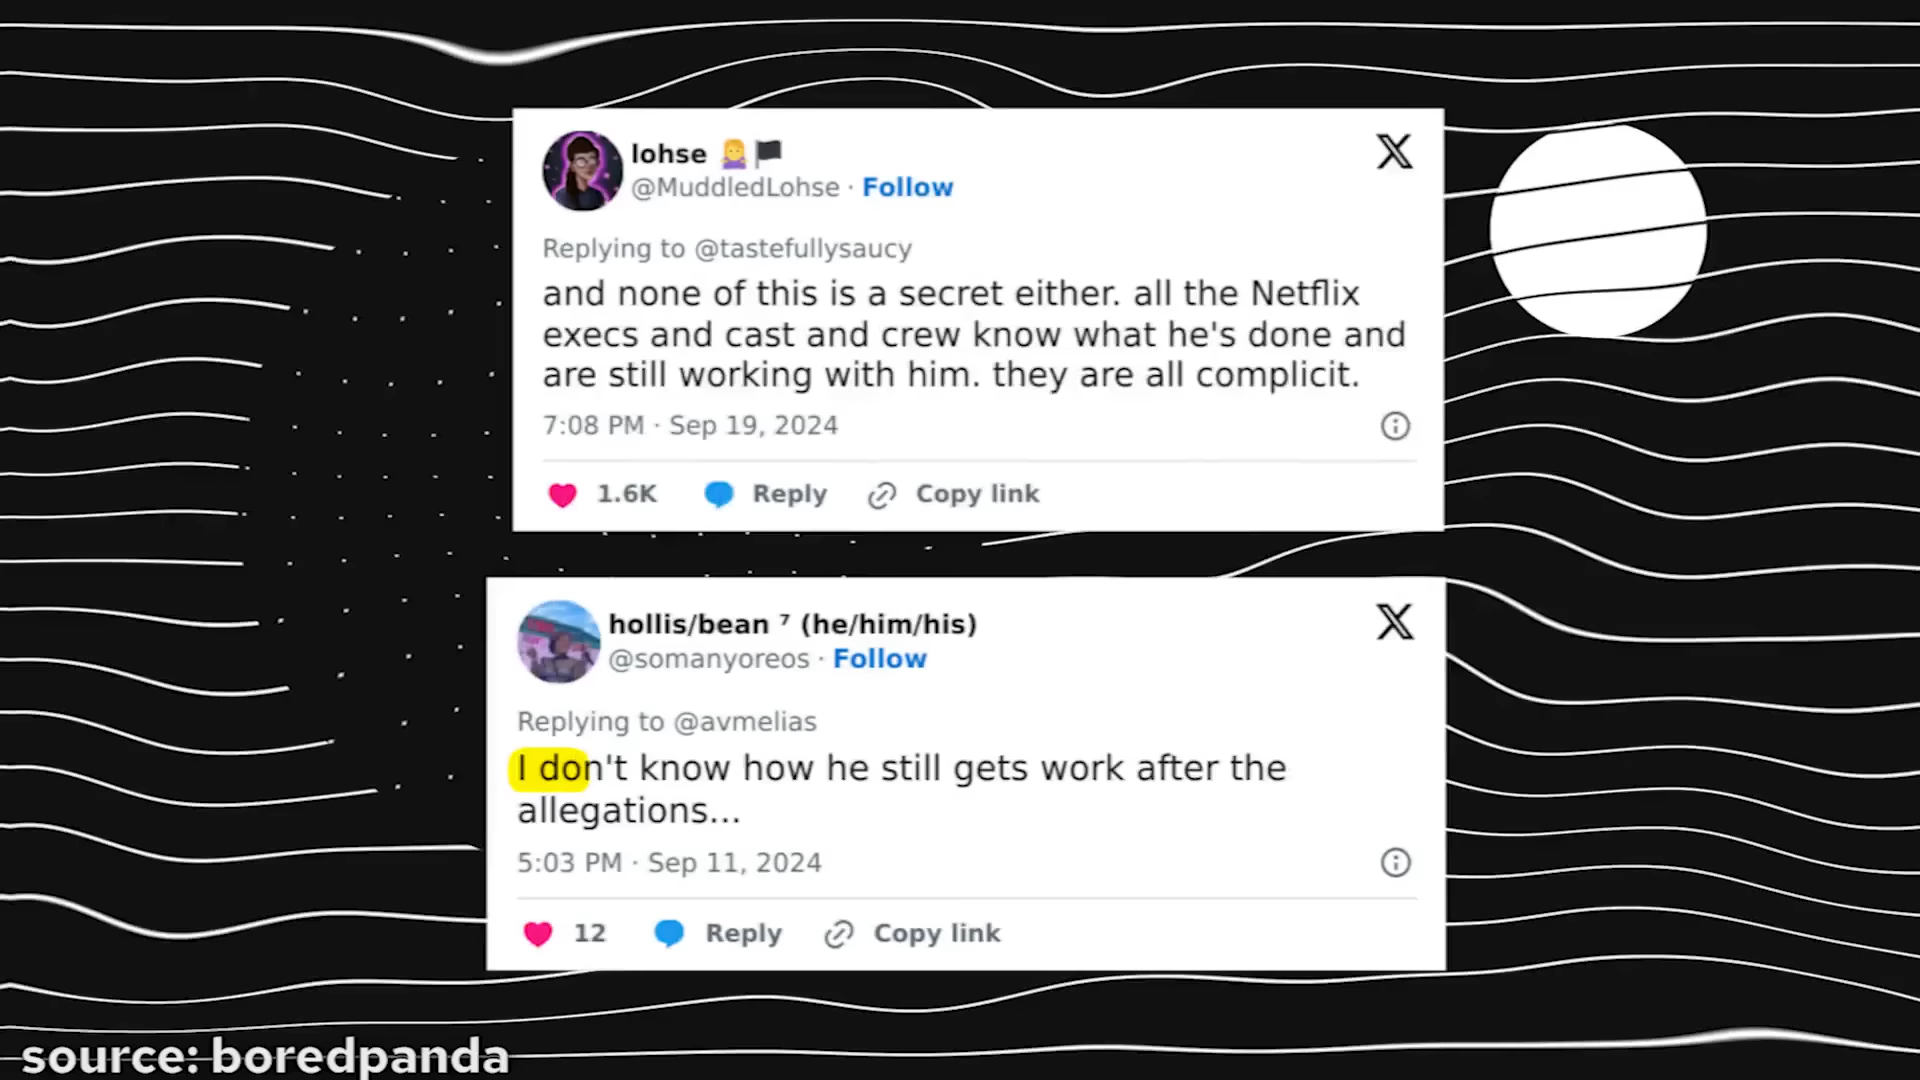 lohse 🤷‍♀️🏴
@MuddledLohse · Follow
Replying to @tastefullysaucy
and none of this is a secret either. all the Netflix
execs and cast and crew know what he's done and
are still working with him. they are all complicit.
7:08 PM · Sep 19, 2024
1.6K Reply Copy link
hollis/bean ⁷ (he/him/his)
@somanyoreos · Follow
Replying to @avmelias
I don't know how he still gets work after the
allegations...
5:03 PM · Sep 11, 2024
12 Reply Copy link
source: boredpanda